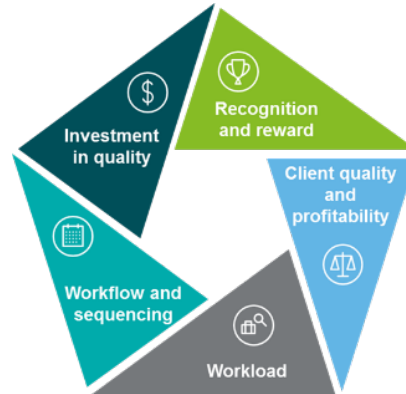 Recognition
and reward
Client quality
and
profitability
Workload
Workflow and
sequencing
$
Investment
in quality